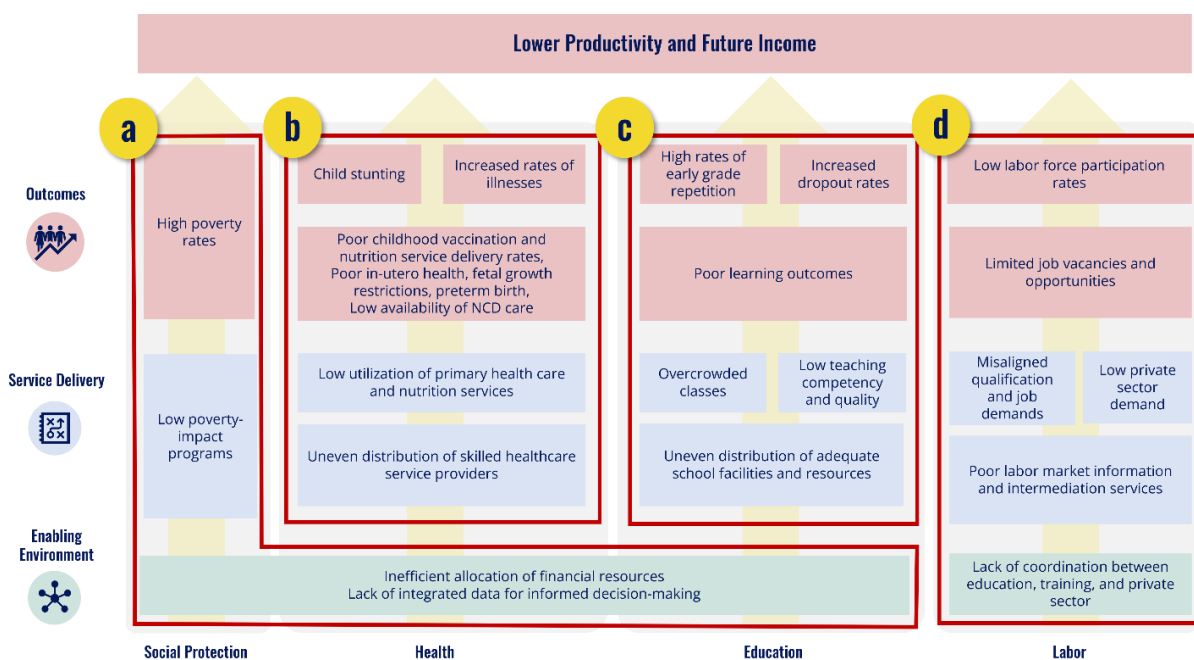 Lower Productivity and Future Income
a
b
c
d
Outcomes
High poverty
rates
Child stunting
Increased rates of
illnesses
Poor childhood vaccination and
nutrition service delivery rates,
Poor in-utero health, fetal growth
restrictions, preterm birth,
Low availability of NCD care
High rates of
early grade
repetition
Increased
dropout rates
Poor learning outcomes
Low labor force participation
rates
Limited job vacancies and
opportunities
Service Delivery
Low poverty-
impact
programs
Low utilization of primary health care
and nutrition services
Uneven distribution of skilled healthcare
service providers
Overcrowded
classes
Low teaching
competency
and quality
Uneven distribution of adequate
school facilities and resources
Misaligned
qualification
and job
demands
Low private
sector
demand
Poor labor market information
and intermediation services
Enabling
Environment
Inefficient allocation of financial resources
Lack of integrated data for informed decision-making
Lack of coordination between
education, training, and private
sector
Social Protection
Health
Education
Labor